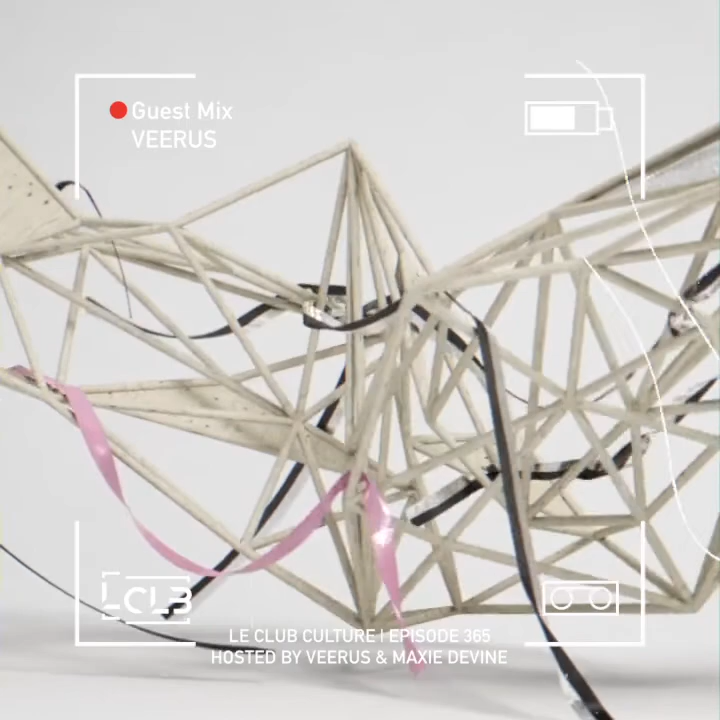 Guest Mix
VEERUS
LCLB
LE CLUB CULTURE | EPISODE 365
HOSTED BY VEERUS & MAXIE DEVINE